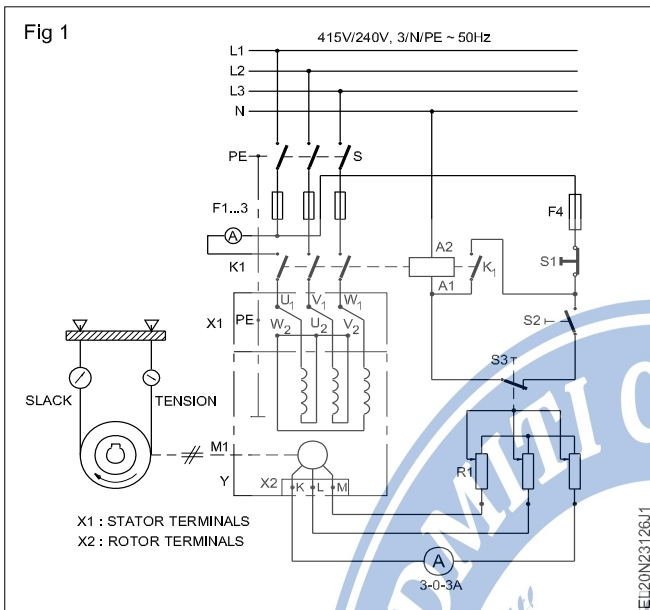 Fig 1
415V/240V, 3/N/PE ~ 50Hz
L1
L2
L3
N
PE
S
F1...3
F4
A
A2
K1
K1
S1
A1
U1 V1 W1
X1
PE
W2 U2 V2
S2
S3
SLACK
TENSION
M1
R1
Y
X2
K L M
X1 : STATOR TERMINALS
X2 : ROTOR TERMINALS
A
3-0-3A
EL20N23126J1